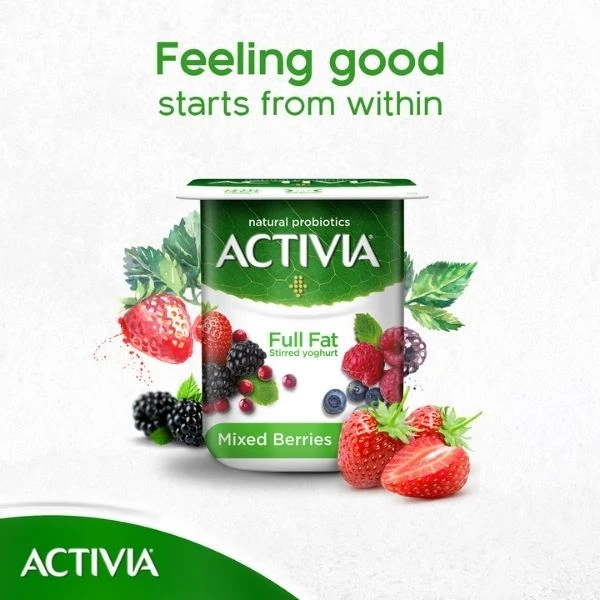 Feeling good
starts from within
natural probiotics
ACTIVIA
Full Fat
Stirred yoghurt
Mixed Berries
ACTIVIA